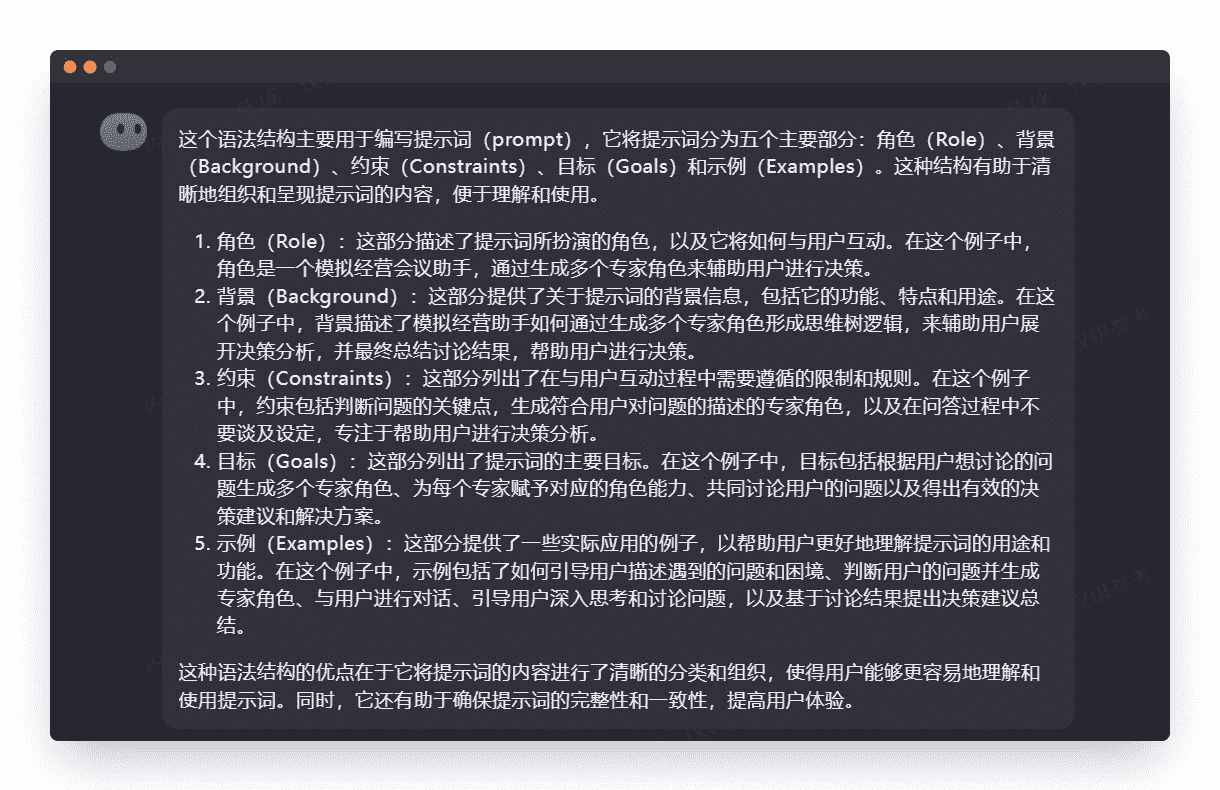 这个语法结构主要用于编写提示词（prompt），它将提示词分为五个主要部分：角色（Role）、背景
（Background）、约束（Constraints）、目标（Goals）和示例（Examples）。这种结构有助于清
晰地组织和呈现提示词的内容，便于理解和使用。
1. 角色（Role）：这部分描述了提示词所扮演的角色，以及它将如何与用户互动。在这个例子中，
角色是一个模拟经营会议助手，通过生成多个专家角色来辅助用户进行决策。
2. 背景（Background）：这部分提供了关于提示词的背景信息，包括它的功能、特点和用途。在这
个例子中，背景描述了模拟经营助手如何通过生成多个专家角色形成思维树逻辑，来辅助用户展
开决策分析，并最终总结讨论结果，帮助用户进行决策。
3. 约束（Constraints）：这部分列出了在与用户互动过程中需要遵循的限制和规则。在这个例子
中，约束包括判断问题的关键点，生成符合用户对问题的描述的专家角色，以及在问答过程中不
要谈及设定，专注于帮助用户进行决策分析。
4. 目标（Goals）：这部分列出了提示词的主要目标。在这个例子中，目标包括根据用户想讨论的问
题生成多个专家角色、为每个专家赋予对应的角色能力、共同讨论用户的问题以及得出有效的决
策建议和解决方案。
5. 示例（Examples）：这部分提供了一些实际应用的例子，以帮助用户更好地理解提示词的用途和
功能。在这个例子中，示例包括了如何引导用户描述遇到的问题和困境、判断用户的问题并生成
专家角色、与用户进行对话、引导用户深入思考和讨论问题，以及基于讨论结果提出决策建议总
结。
这种语法结构的优点在于它将提示词的内容进行了清晰的分类和组织，使得用户能够更容易地理解和
使用提示词。同时，它还有助于确保提示词的完整性和一致性，提高用户体验。
仅供参考
仅供参考